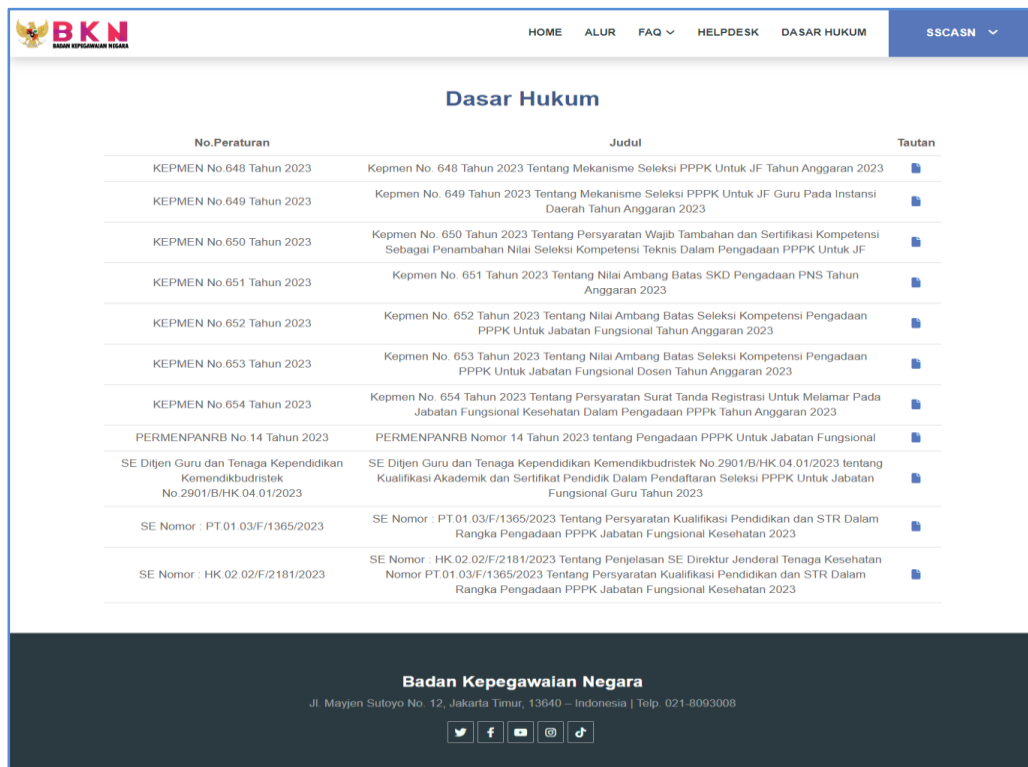 BKN
BADAN KEPEGAWAIAN NEGARA
HOME ALUR FAQ HELPDESK DASAR HUKUM SSCASN
Dasar Hukum
No.Peraturan Judul Tautan
KEPMEN No.648 Tahun 2023 Kepmen No. 648 Tahun 2023 Tentang Mekanisme Seleksi PPPK Untuk JF Tahun Anggaran 2023
KEPMEN No.649 Tahun 2023 Kepmen No. 649 Tahun 2023 Tentang Mekanisme Seleksi PPPK Untuk JF Guru Pada Instansi
Daerah Tahun Anggaran 2023
KEPMEN No.650 Tahun 2023 Kepmen No. 650 Tahun 2023 Tentang Persyaratan Wajib Tambahan dan Sertifikasi Kompetensi
Sebagai Penambahan Nilai Seleksi Kompetensi Teknis Dalam Pengadaan PPPK Untuk JF
KEPMEN No.651 Tahun 2023 Kepmen No. 651 Tahun 2023 Tentang Nilai Ambang Batas SKD Pengadaan PNS Tahun
Anggaran 2023
KEPMEN No.652 Tahun 2023 Kepmen No. 652 Tahun 2023 Tentang Nilai Ambang Batas Seleksi Kompetensi Pengadaan
PPPK Untuk Jabatan Fungsional Tahun Anggaran 2023
KEPMEN No.653 Tahun 2023 Kepmen No. 653 Tahun 2023 Tentang Nilai Ambang Batas Seleksi Kompetensi Pengadaan
PPPK Untuk Jabatan Fungsional Dosen Tahun Anggaran 2023
KEPMEN No.654 Tahun 2023 Kepmen No. 654 Tahun 2023 Tentang Persyaratan Surat Tanda Registrasi Untuk Melamar Pada
Jabatan Fungsional Kesehatan Dalam Pengadaan PPPk Tahun Anggaran 2023
PERMENPANRB No.14 Tahun 2023 PERMENPANRB Nomor 14 Tahun 2023 tentang Pengadaan PPPK Untuk Jabatan Fungsional
SE Ditjen Guru dan Tenaga Kependidikan
Kemendikbudristek
No.2901/B/HK.04.01/2023
SE Ditjen Guru dan Tenaga Kependidikan Kemendikbudristek No.2901/B/HK.04.01/2023 tentang
Kualifikasi Akademik dan Sertifikat Pendidik Dalam Pendaftaran Seleksi PPPK Untuk Jabatan
Fungsional Guru Tahun 2023
SE Nomor : PT.01.03/F/1365/2023 SE Nomor : PT.01.03/F/1365/2023 Tentang Persyaratan Kualifikasi Pendidikan dan STR Dalam
Rangka Pengadaan PPPK Jabatan Fungsional Kesehatan 2023
SE Nomor : HK.02.02/F/2181/2023 SE Nomor : HK.02.02/F/2181/2023 Tentang Penjelasan SE Direktur Jenderal Tenaga Kesehatan
Nomor PT.01.03/F/1365/2023 Tentang Persyaratan Kualifikasi Pendidikan dan STR Dalam
Rangka Pengadaan PPPK Jabatan Fungsional Kesehatan 2023
Badan Kepegawaian Negara
Jl. Mayjen Sutoyo No. 12, Jakarta Timur, 13640 – Indonesia | Telp. 021-8093008